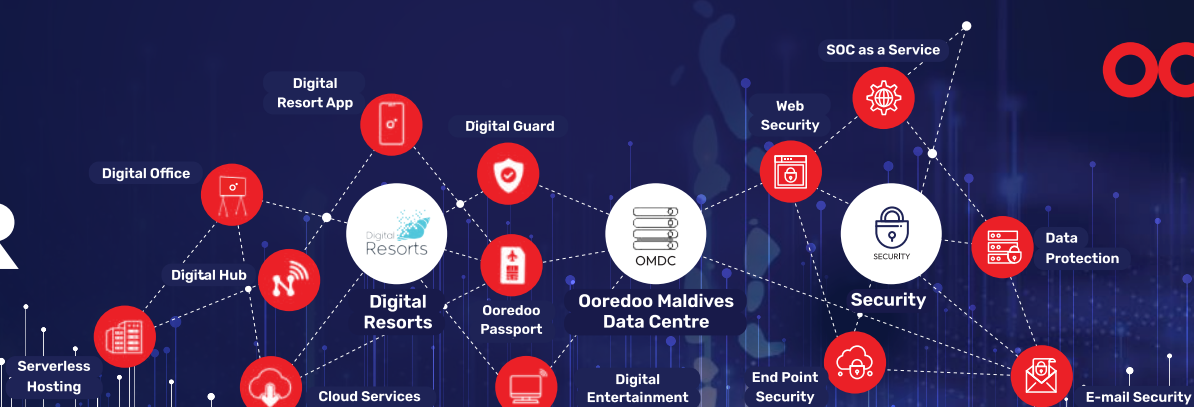 SOC as a Service
Digital
Resort App
Web
Security
Digital Guard
Digital Office
Digital
Resorts
OMDC
SECURITY
Data
Protection
Digital Hub
Digital
Resorts
Ooredoo
Passport
Ooredoo Maldives
Data Centre
Security
Serverless
Hosting
Cloud Services
Digital
Entertainment
End Point
Security
E-mail Security